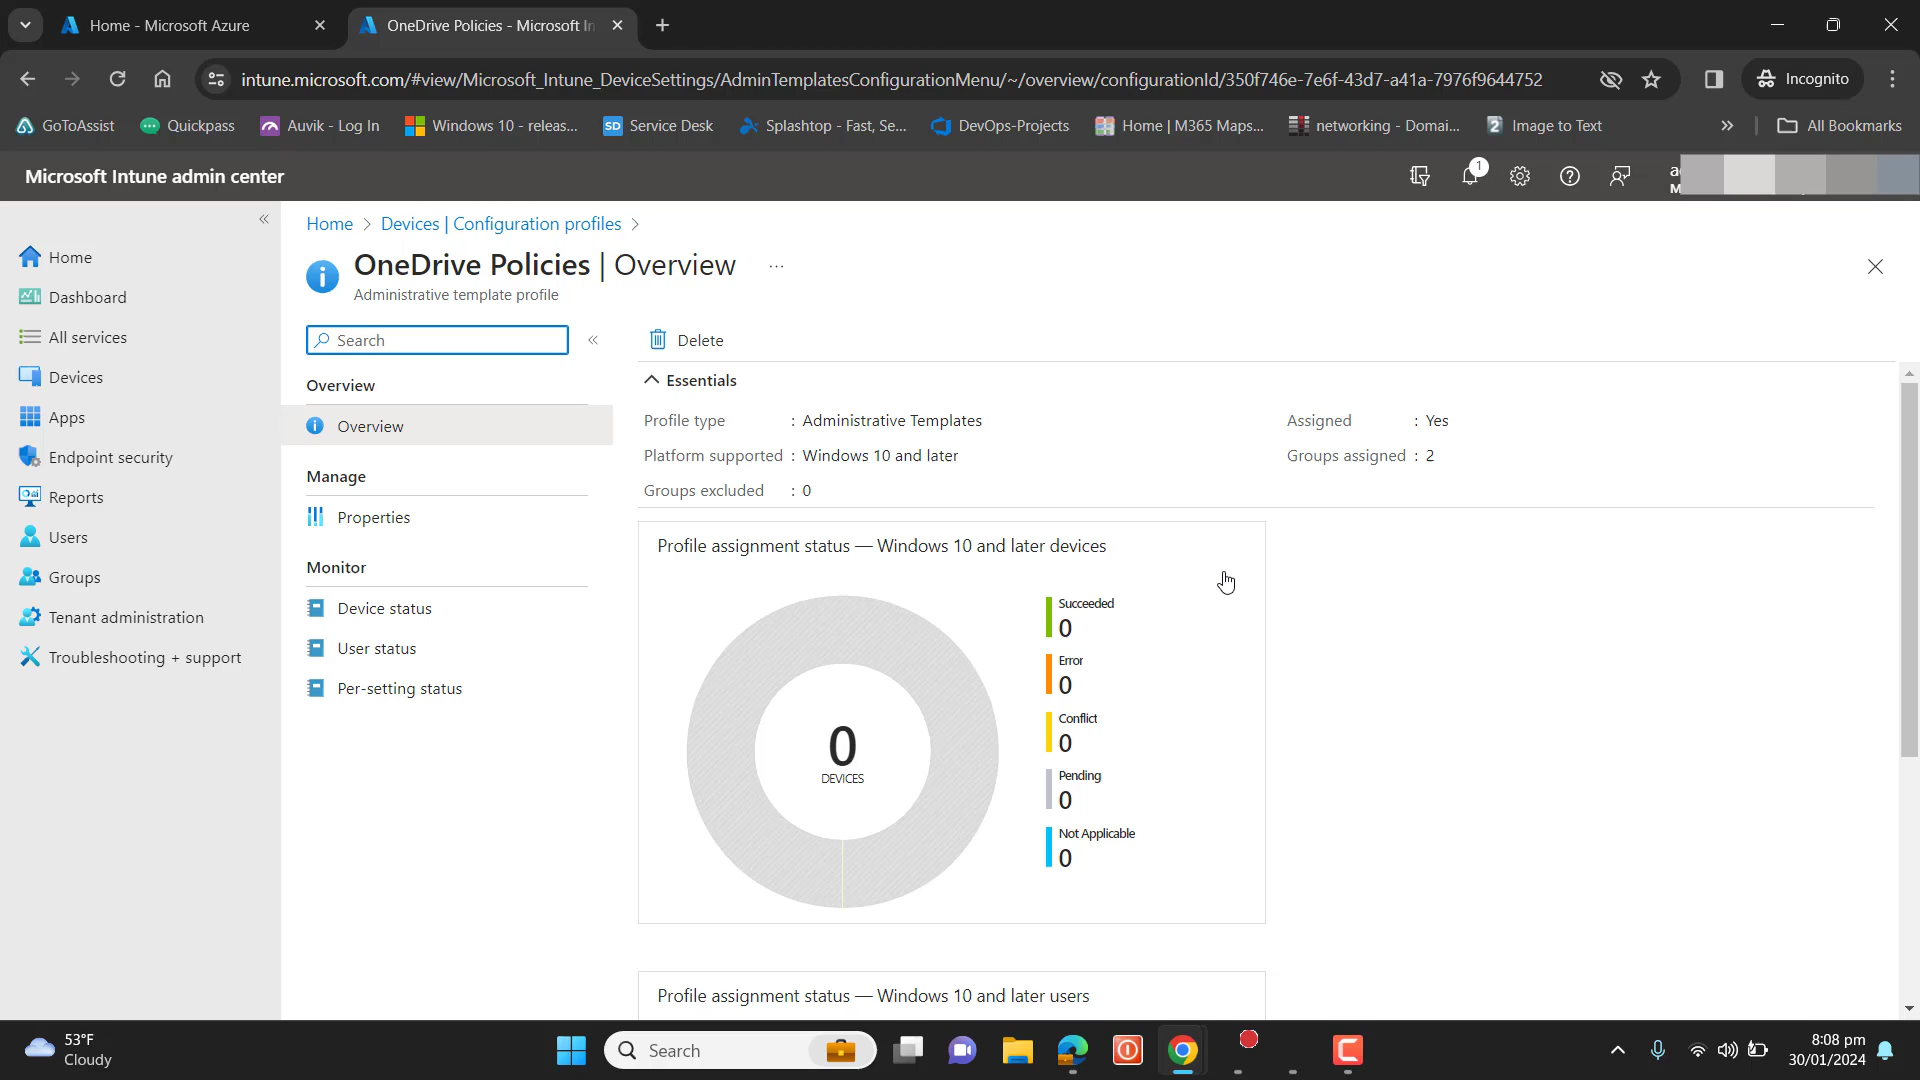 Home - Microsoft Azure
OneDrive Policies - Microsoft In
intune.microsoft.com/#view/Microsoft_Intune_DeviceSettings/AdminTemplatesConfigurationMenu/~/overview/configurationId/350f746e-7e6f-43d7-a41a-7976f9644752
Incognito
GoToAssist
Quickpass
Auvik - Log In
Windows 10 - releas...
SD Service Desk
Splashtop - Fast, Se...
DevOps-Projects
Home | M365 Maps...
networking - Domai...
Image to Text
All Bookmarks
Microsoft Intune admin center
1
Home
Dashboard
All services
Devices
Apps
Endpoint security
Reports
Users
Groups
Tenant administration
Troubleshooting + support
Home > Devices | Configuration profiles >
OneDrive Policies | Overview ...
Administrative template profile
Search
Overview
Overview
Manage
Properties
Monitor
Device status
User status
Per-setting status
Delete
Essentials
Profile type : Administrative Templates
Assigned : Yes
Platform supported : Windows 10 and later
Groups assigned : 2
Groups excluded : 0
Profile assignment status — Windows 10 and later devices
0
DEVICES
Succeeded
0
Error
0
Conflict
0
Pending
0
Not Applicable
0
Profile assignment status — Windows 10 and later users
53°F
Cloudy
Search
8:08 pm
30/01/2024